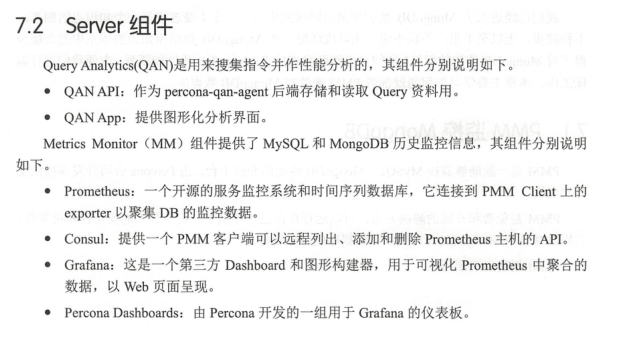 7.2 Server 组件
Query Analytics(QAN)是用来搜集指令并作性能分析的，其组件分别说明如下。
● QAN API：作为 percona-qan-agent 后端存储和读取 Query 资料用。
● QAN App：提供图形化分析界面。
Metrics Monitor（MM）组件提供了 MySQL 和 MongoDB 历史监控信息，其组件分别说明
如下。
● Prometheus：一个开源的服务监控系统和时间序列数据库，它连接到 PMM Client 上的
exporter 以聚集 DB 的监控数据。
● Consul：提供一个 PMM 客户端可以远程列出、添加和删除 Prometheus 主机的 API。
● Grafana：这是一个第三方 Dashboard 和图形构建器，用于可视化 Prometheus 中聚合的
数据，以 Web 页面呈现。
● Percona Dashboards：由 Percona 开发的一组用于 Grafana 的仪表板。